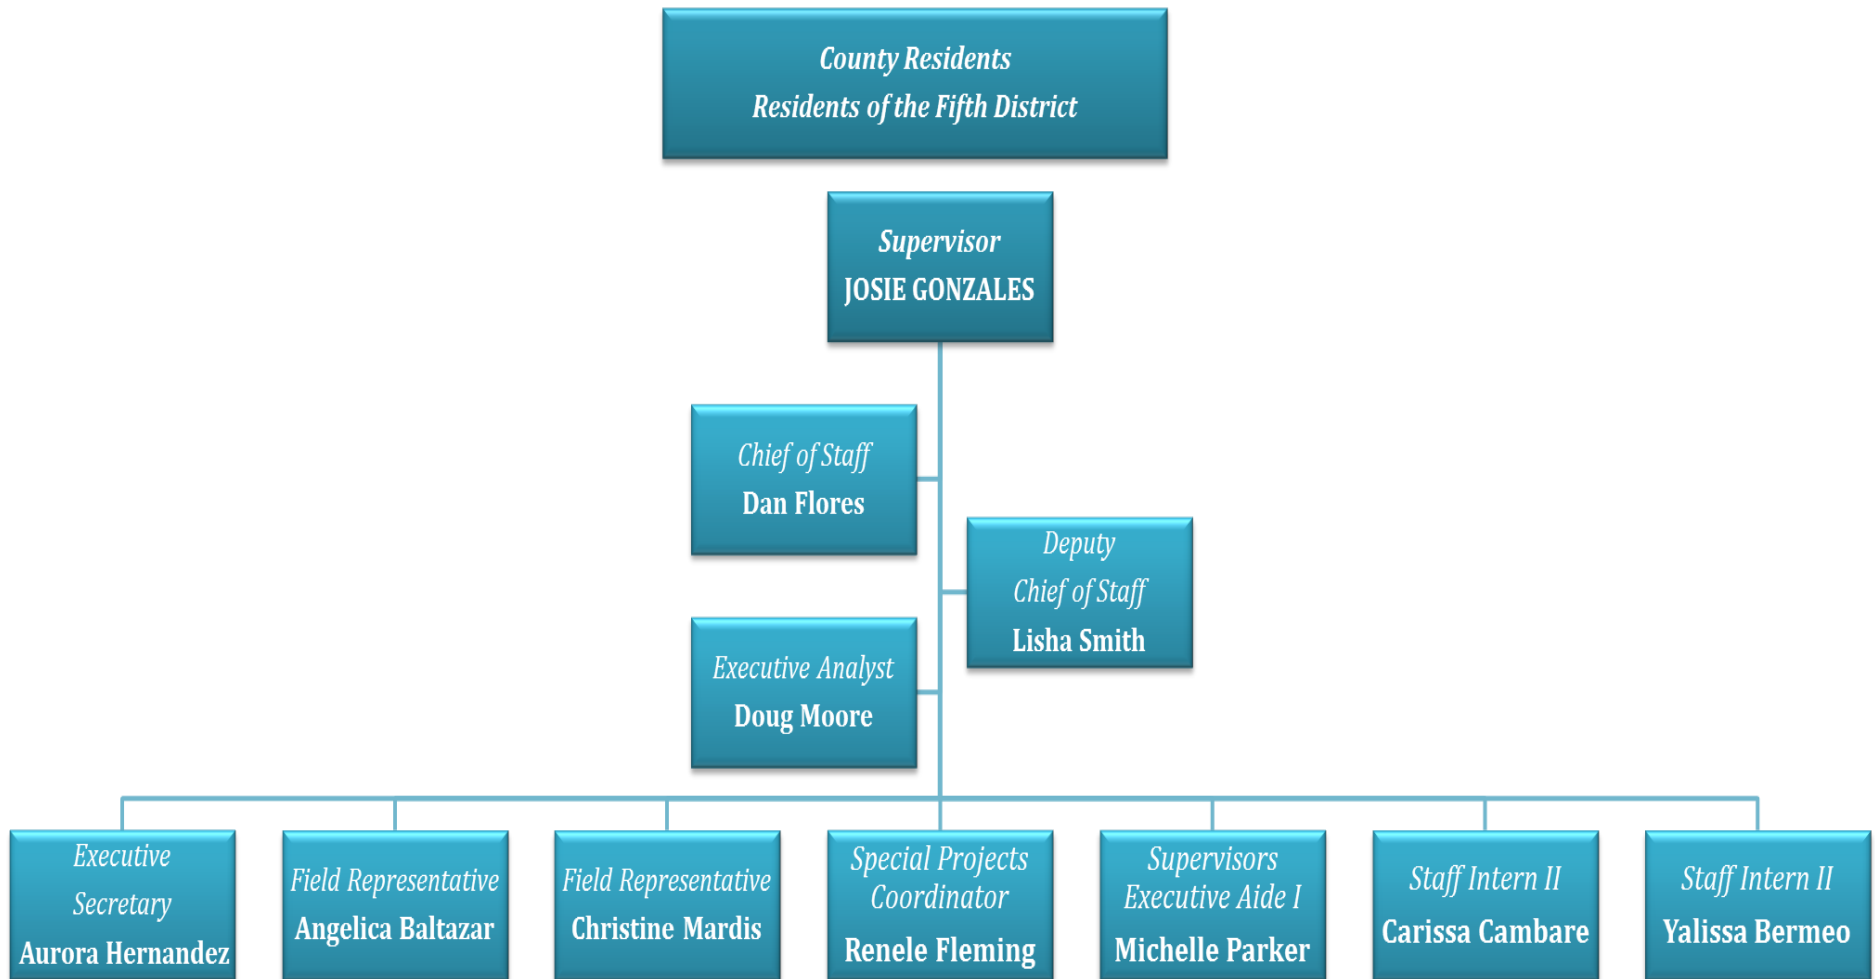 County Residents
Residents of the Fifth District
Supervisor
JOSIE GONZALES
Chief of Staff
Dan Flores
Deputy
Chief of Staff
Lisha Smith
Executive Analyst
Doug Moore
Executive
Secretary
Aurora Hernandez
Field Representative
Angelica Baltazar
Field Representative
Christine Mardis
Special Projects
Coordinator
Renele Fleming
Supervisors
Executive Aide I
Michelle Parker
Staff Intern II
Carissa Cambare
Staff Intern II
Yalissa Bermeo